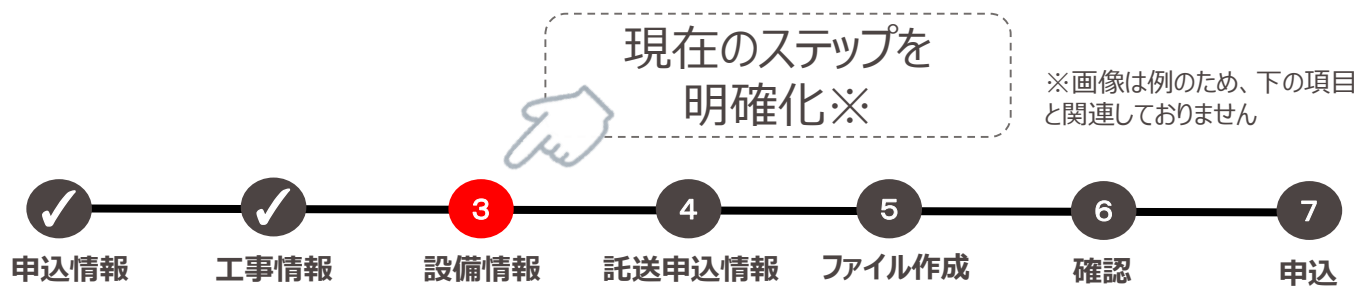 現在のステップを
明確化※
※画像は例のため、下の項目
と関連しておりません
3
4
5
6
7
申込情報
工事情報
設備情報
託送申込情報
ファイル作成
確認
申込